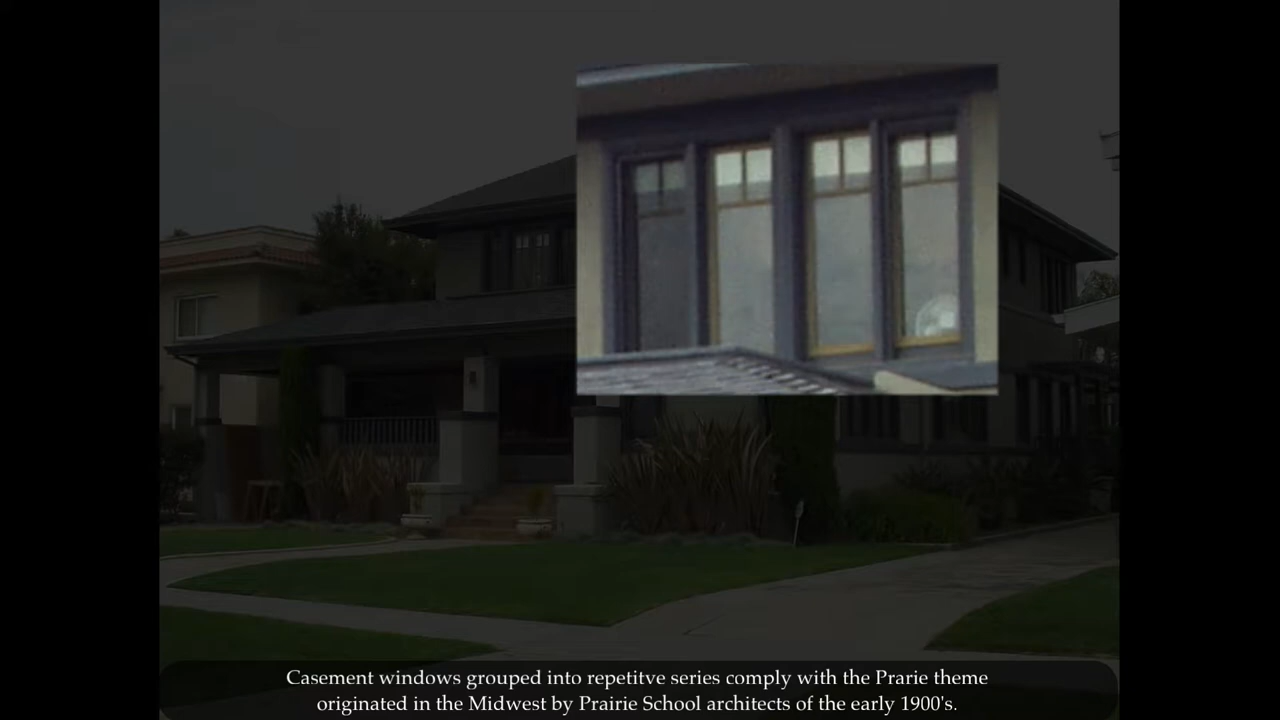 Casement windows grouped into repetitve series comply with the Prarie theme
originated in the Midwest by Prairie School architects of the early 1900's.